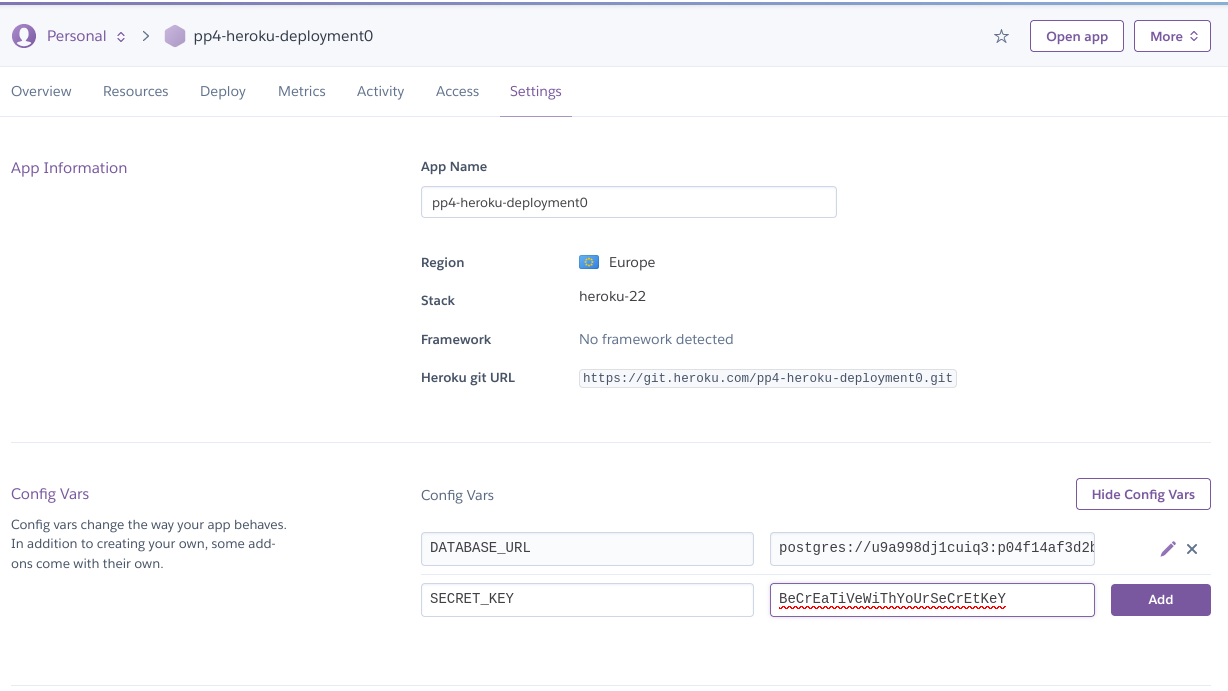 Personal > pp4-heroku-deployment0 Open app More
Overview Resources Deploy Metrics Activity Access Settings
App Information
App Name
pp4-heroku-deployment0
Region Europe
Stack heroku-22
Framework No framework detected
Heroku git URL https://git.heroku.com/pp4-heroku-deployment0.git
Config Vars
Config vars change the way your app behaves.
In addition to creating your own, some add-
ons come with their own.
Config Vars Hide Config Vars
DATABASE_URL postgres://u9a998dj1cuiq3:p04f14af3d2b
SECRET_KEY BeCrEaTiVeWiThYoUrSeCrEtKeY Add